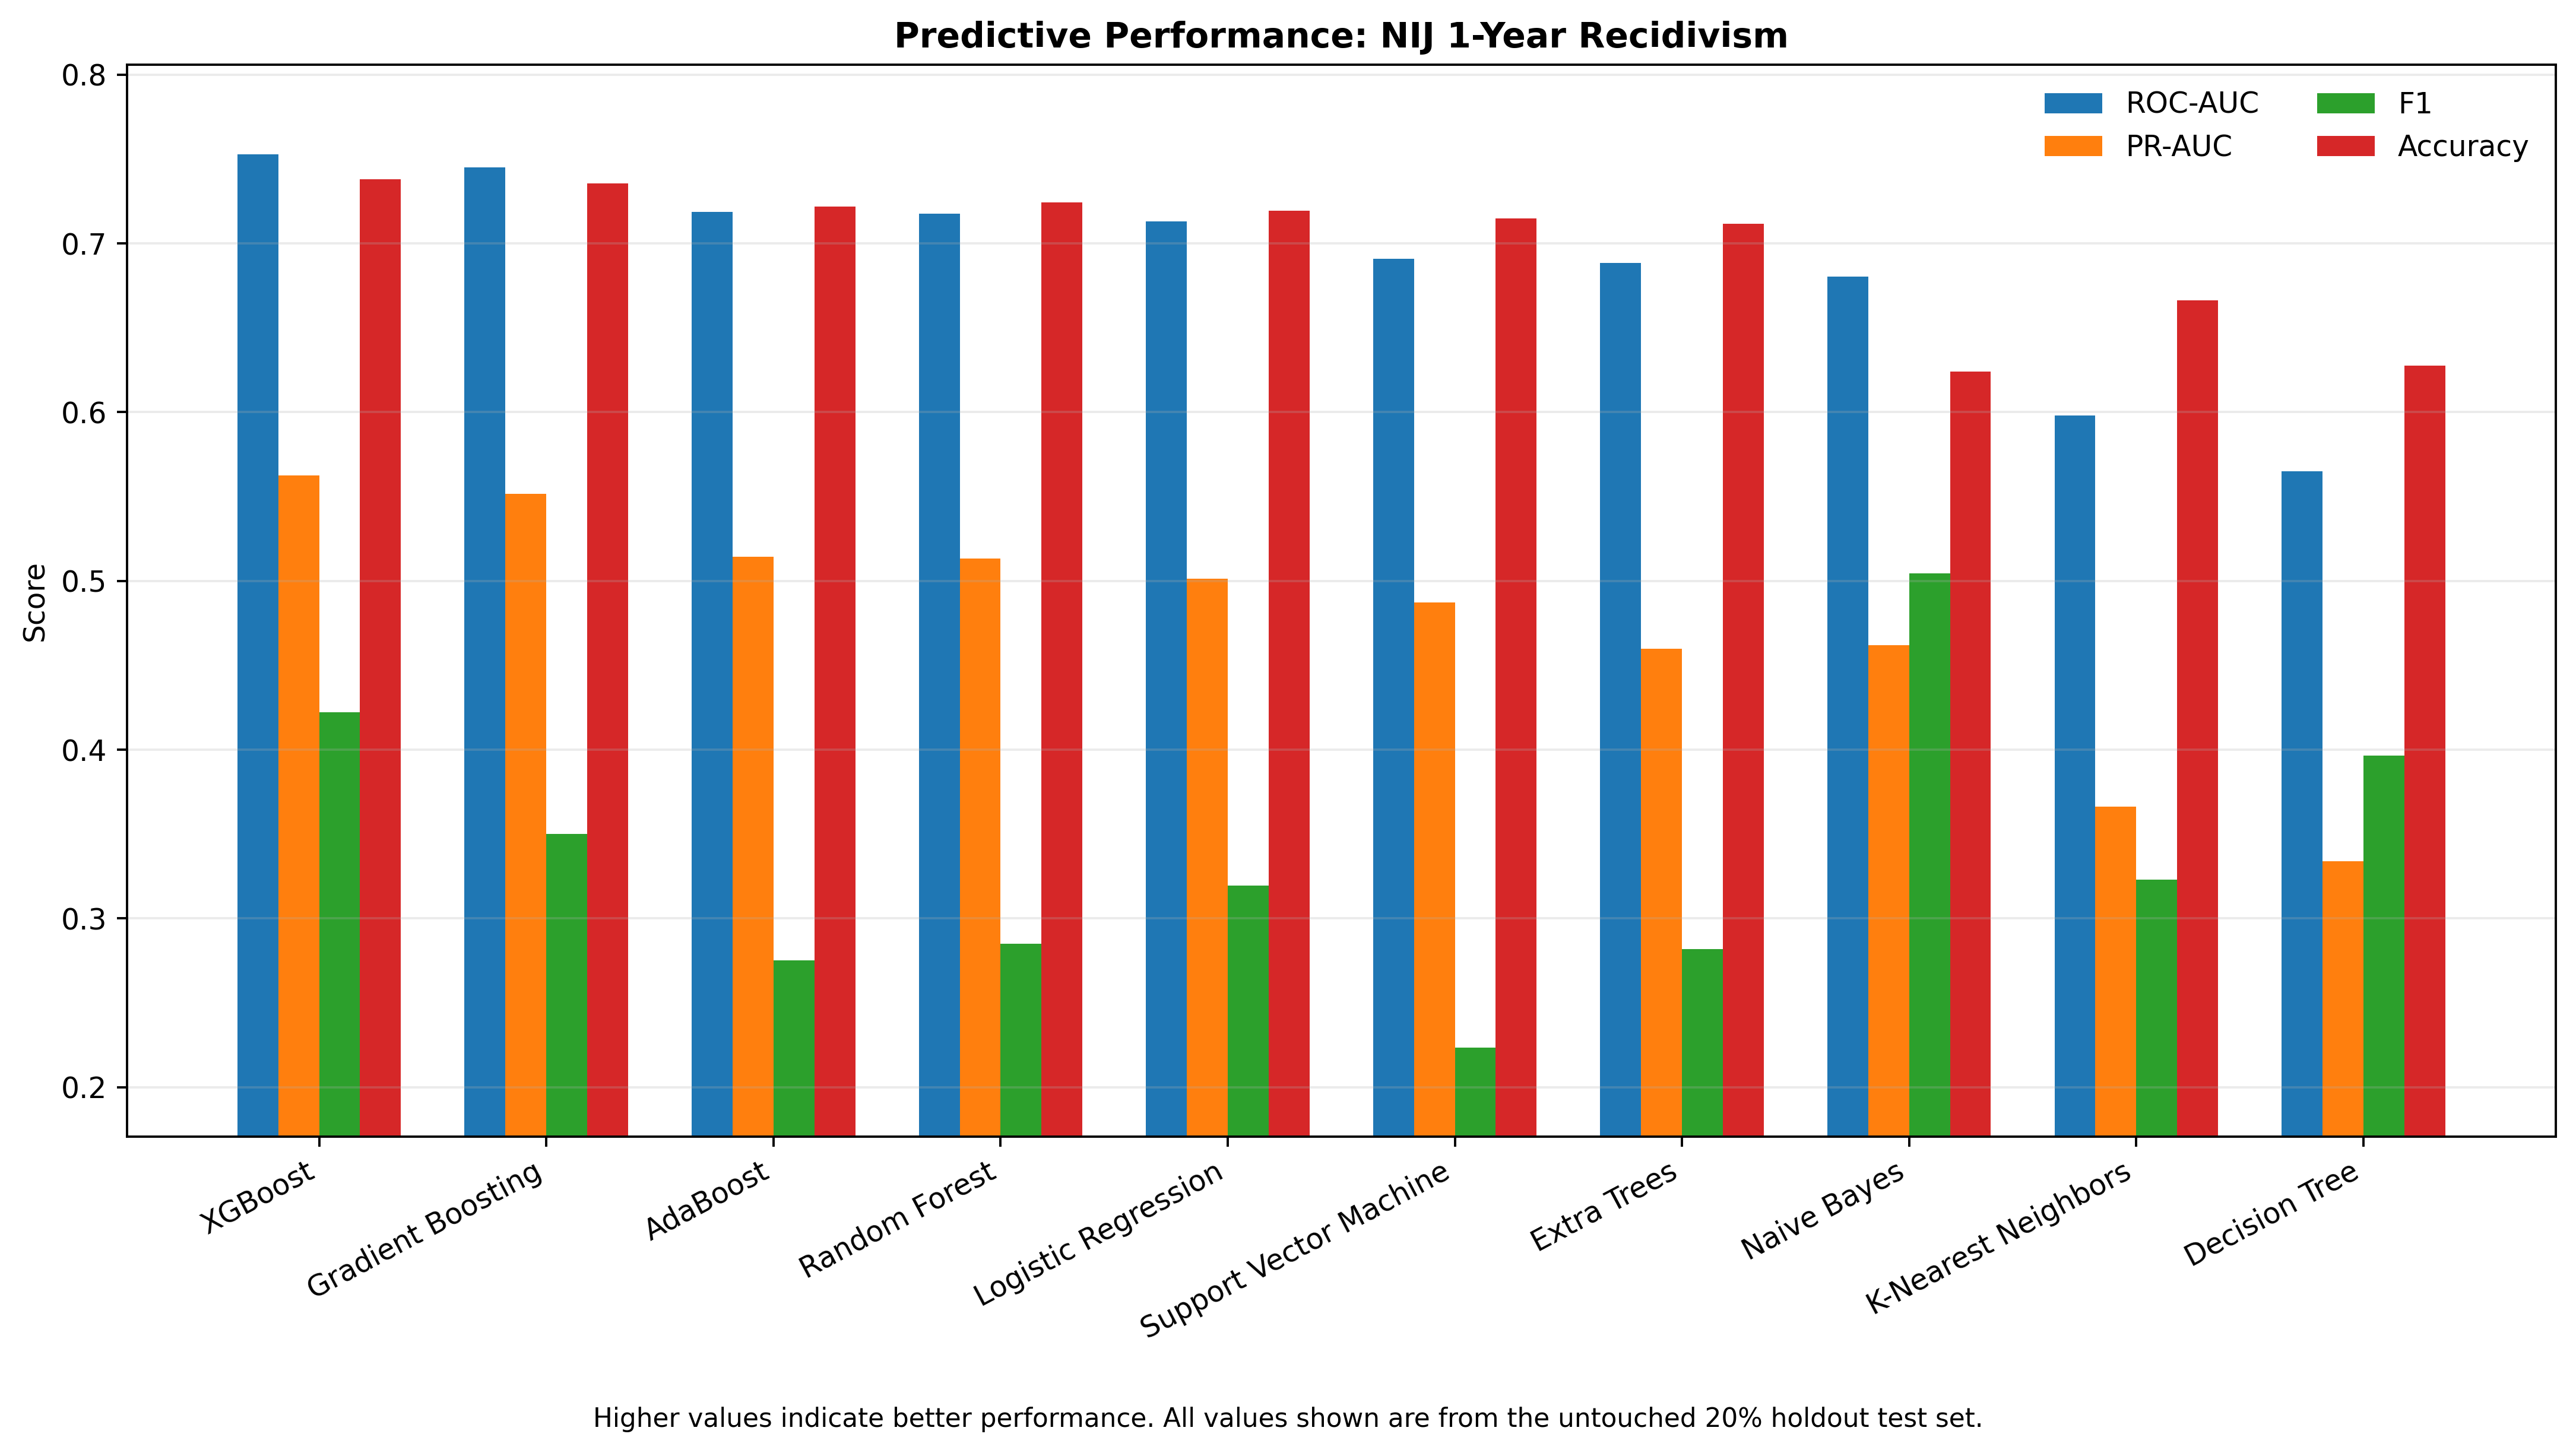 Predictive Performance: NIJ 1-Year Recidivism
ROC-AUC
PR-AUC
F1
Accuracy
Score
0.8
0.7
0.6
0.5
0.4
0.3
0.2
XGBoost
Gradient Boosting
AdaBoost
Random Forest
Logistic Regression
Support Vector Machine
Extra Trees
Naive Bayes
K-Nearest Neighbors
Decision Tree
Higher values indicate better performance. All values shown are from the untouched 20% holdout test set.